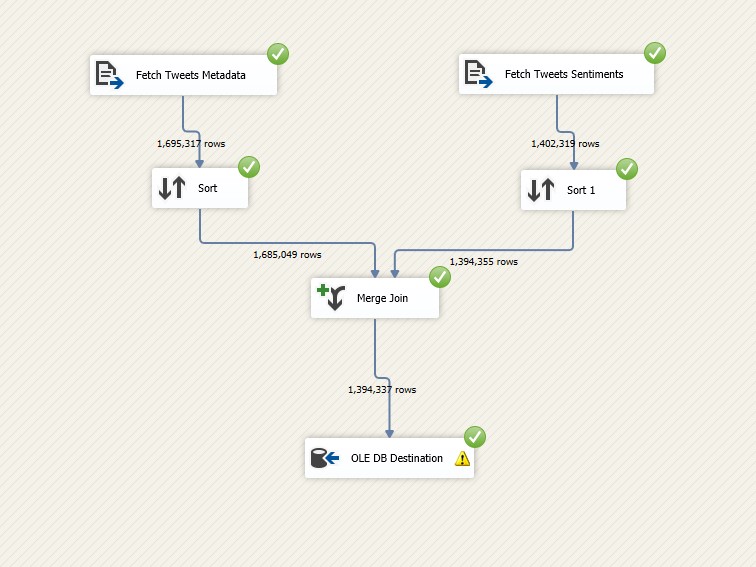 Fetch Tweets Metadata
Fetch Tweets Sentiments
1,695,317 rows
1,402,319 rows
Sort
Sort 1
1,685,049 rows
1,394,355 rows
Merge Join
1,394,337 rows
OLE DB Destination